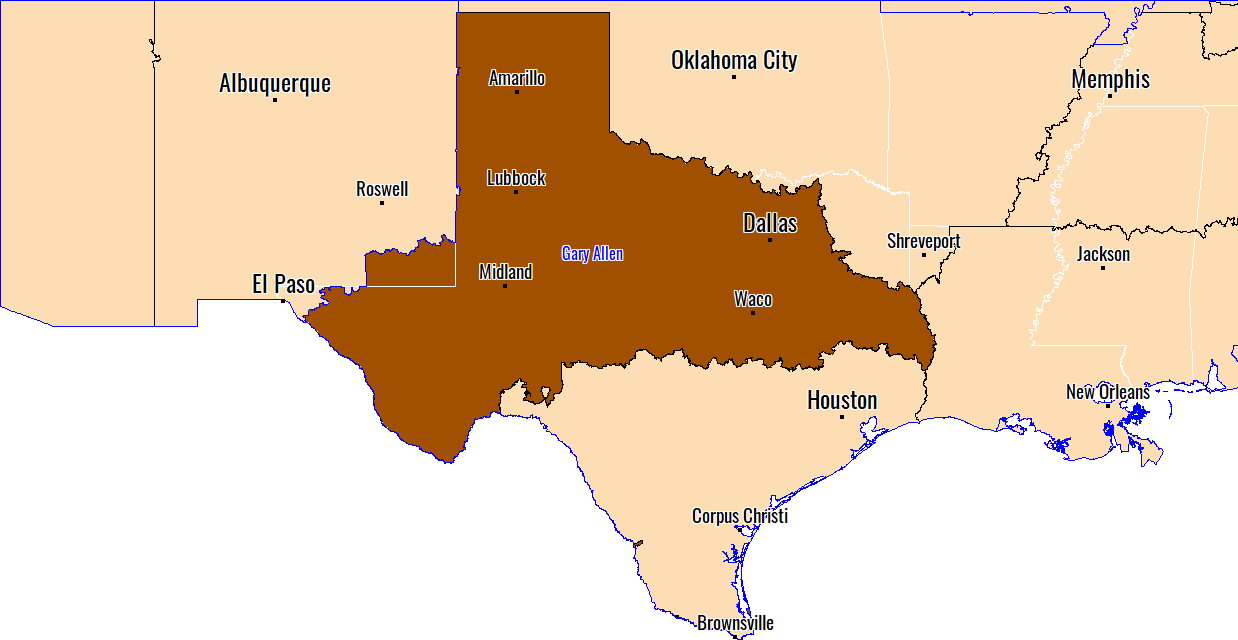 Oklahoma City
Amarillo
Albuquerque
Memphis
Lubbock
Roswell
Dallas
Shreveport
Gary Allen
Jackson
Midland
El Paso
Waco
New Orleans
Houston
Corpus Christi
Brownsville